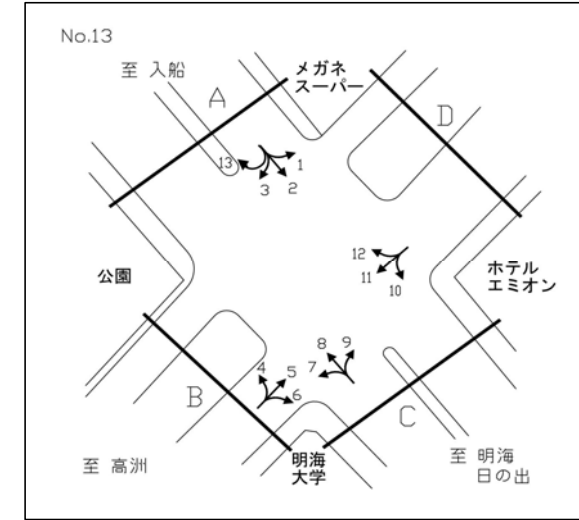 No.13
メガネ
スーパー
至 入船
A
D
13
1
3
2
12
11
10
公園
ホテル
エミオン
8
9
7
4
5
6
B
C
至 高洲
明海
大学
至 明海
日の出